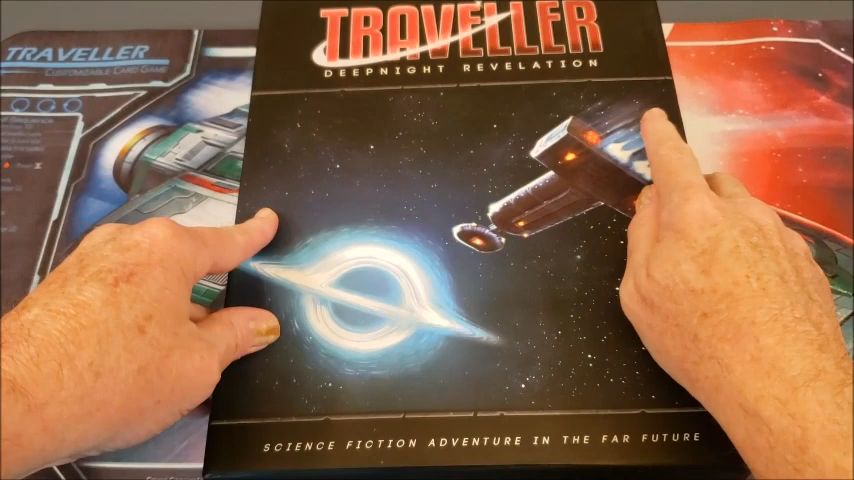 TRAVELLER
DEEPNIGHT REVELATION
TRAVELLER
CUSTOMIZABLE CARD GAME
SCIENCE FICTION ADVENTURE IN THE FAR FUTURE